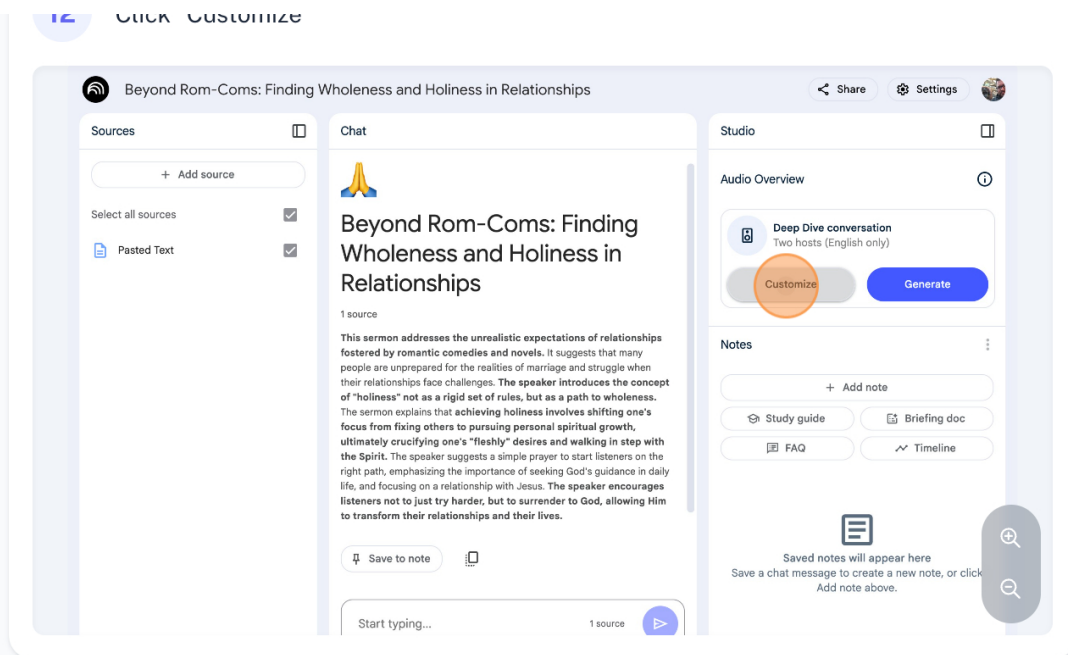 12 Click "Customize"
Beyond Rom-Coms: Finding Wholeness and Holiness in Relationships
Share
Settings
Sources
+ Add source
Select all sources
Pasted Text
Chat
Beyond Rom-Coms: Finding
Wholeness and Holiness in
Relationships
1 source
This sermon addresses the unrealistic expectations of relationships
fostered by romantic comedies and novels. It suggests that many
people are unprepared for the realities of marriage and struggle when
their relationships face challenges. The speaker introduces the concept
of "holiness" not as a rigid set of rules, but as a path to wholeness.
The sermon explains that achieving holiness involves shifting one's
focus from fixing others to pursuing personal spiritual growth,
ultimately crucifying one's "fleshly" desires and walking in step with
the Spirit. The speaker suggests a simple prayer to start listeners on the
right path, emphasizing the importance of seeking God's guidance in daily
life, and focusing on a relationship with Jesus. The speaker encourages
listeners not to just try harder, but to surrender to God, allowing Him
to transform their relationships and their lives.
Save to note
Start typing...
1 source
Studio
Audio Overview
Deep Dive conversation
Two hosts (English only)
Customize
Generate
Notes
+ Add note
Study guide
Briefing doc
FAQ
Timeline
Saved notes will appear here
Save a chat message to create a new note, or click
Add note above.